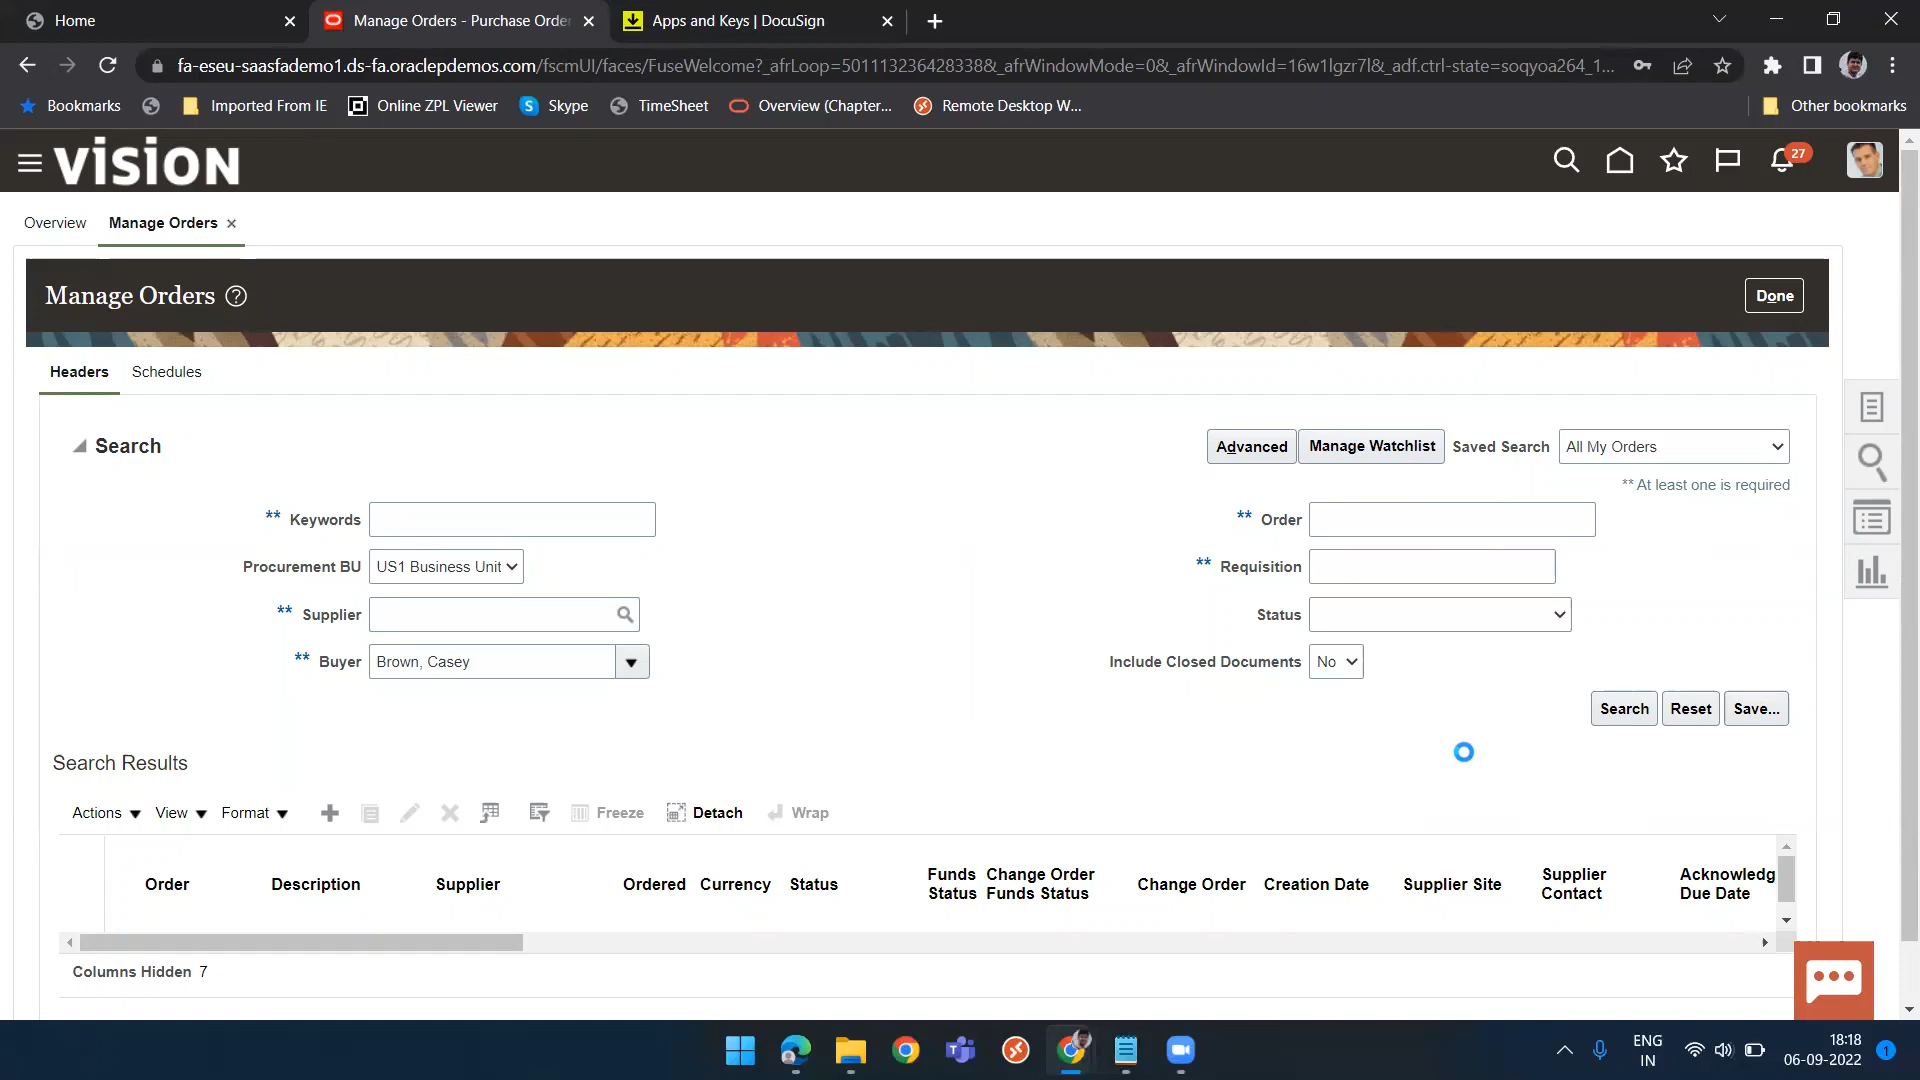 Home
Manage Orders - Purchase Order
Apps and Keys | DocuSign
fa-eseu-saasfademo1.ds-fa.oraclepdemos.com/fscmUI/faces/FuseWelcome?_afrLoop=501113236428338&_afrWindowMode=0&_afrWindowId=16w1lgzr7l&_adf.ctrl-state=soqyoa264_1...
Bookmarks
Imported From IE
Online ZPL Viewer
Skype
TimeSheet
Overview (Chapter...
Remote Desktop W...
Other bookmarks
vision
27
Overview
Manage Orders
Manage Orders
Done
Headers
Schedules
Search
Advanced
Manage Watchlist
Saved Search
All My Orders
** At least one is required
** Keywords
** Order
Procurement BU
US1 Business Unit
** Requisition
** Supplier
Status
** Buyer
Brown, Casey
Include Closed Documents
No
Search
Reset
Save...
Search Results
Actions
View
Format
Freeze
Detach
Wrap
Order
Description
Supplier
Ordered
Currency
Status
Funds Status
Change Order Funds Status
Change Order
Creation Date
Supplier Site
Supplier Contact
Acknowledg
Due Date
Columns Hidden 7
ENG
IN
18:18
06-09-2022
1